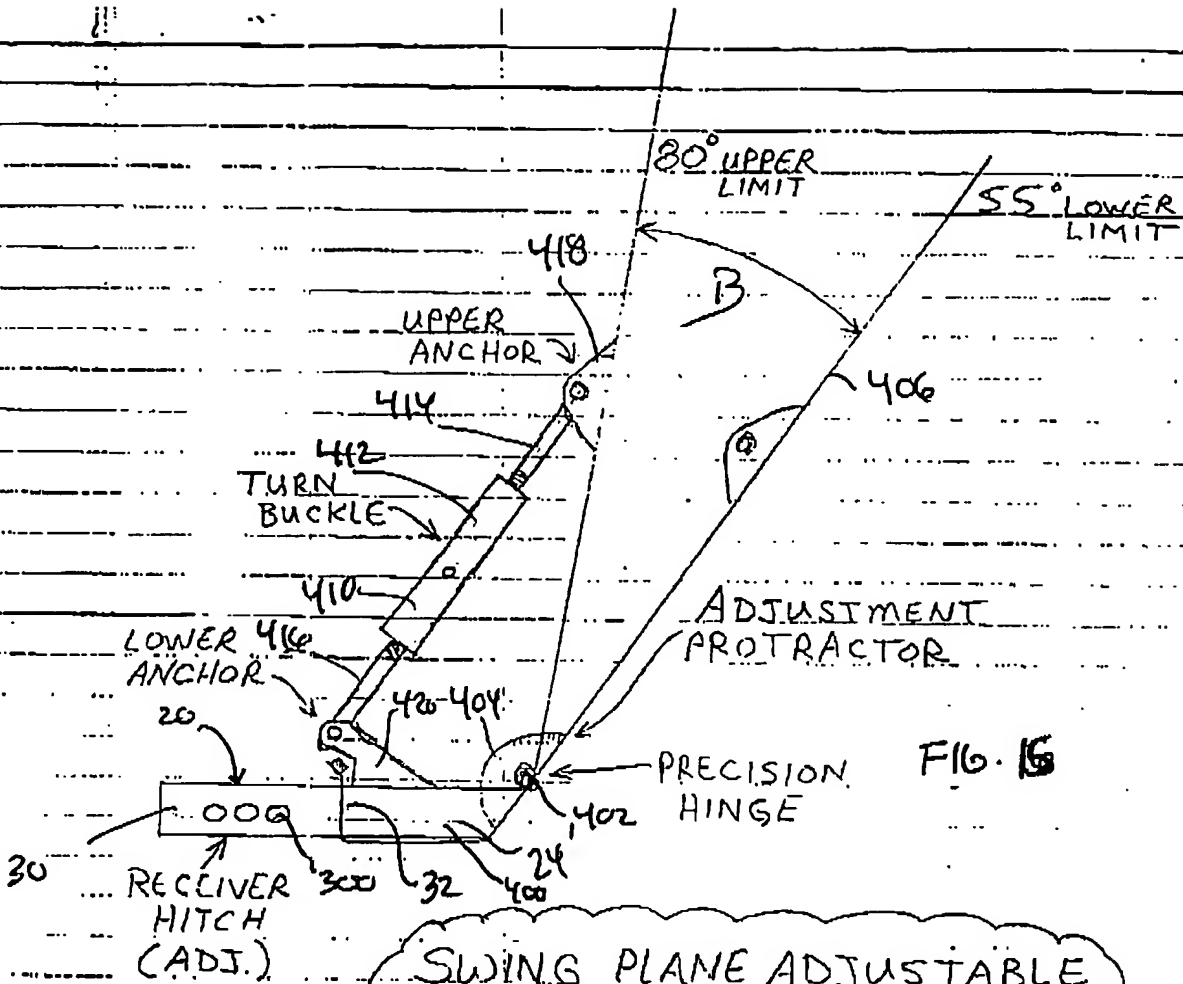 80° UPPER
LIMIT
55° LOWER
LIMIT
418
B
UPPER
ANCHOR
406
414
412
TURN
BUCKLE
410
ADJUSTMENT
PROTRACTOR
LOWER 416
ANCHOR
420 404
20
PRECISION
HINGE
FIG.
402
24
30
300
32
400
RECEIVER
HITCH
(ADJ.)
SWING PLANE ADJUSTABLE